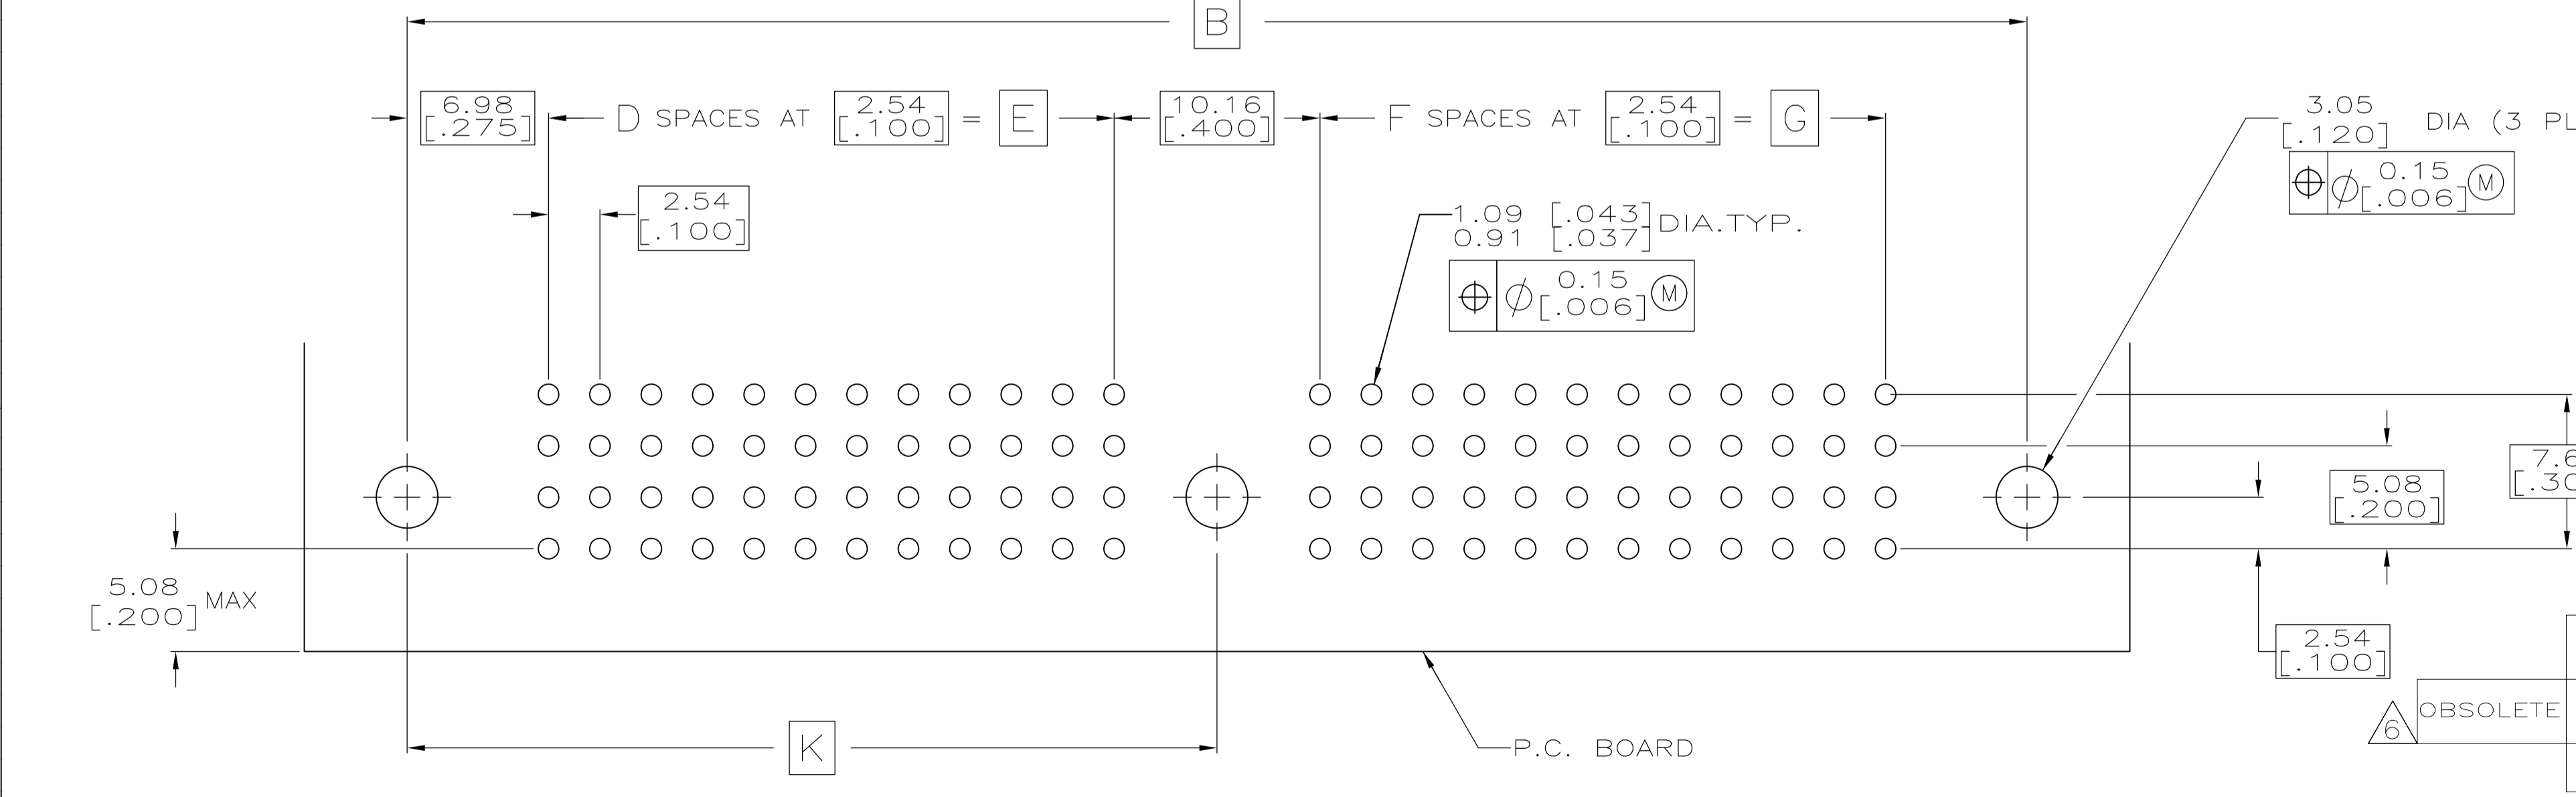 B
6.98
[.275]
D SPACES AT 2.54
[.100] = E
10.16
[.400]
F SPACES AT 2.54
[.100] = G
3.05
[.120] DIA (3
2.54
[.100]
⌖ ⌀ 0.15
[.006] Ⓜ
1.09 [.043]
0.91 [.037] DIA.TYP.
⌖ ⌀ 0.15
[.006] Ⓜ
5.08
[.200]
5.08
[.200] MAX
2.54
[.100]
K
P.C. BOARD
6
OBSOLETE